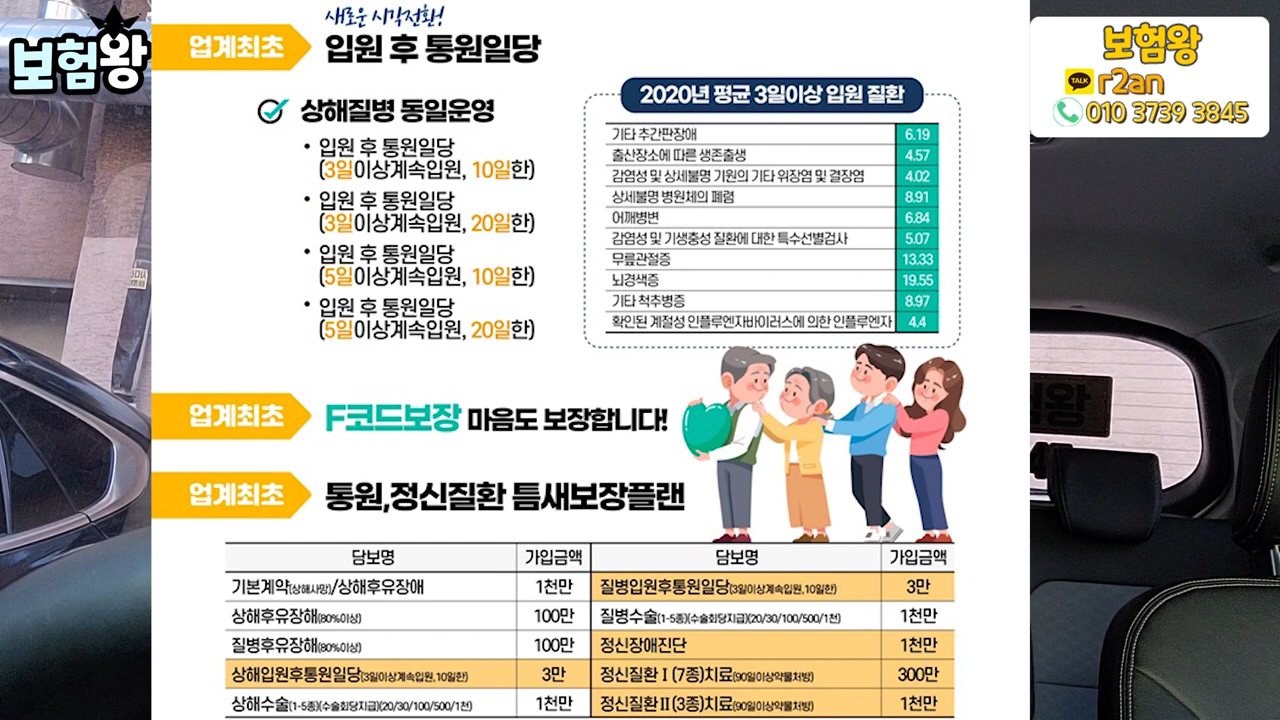 보험왕
업계최초
새로운 시각전환!
입원 후 통원일당
상해질병 동일운영
• 입원 후 통원일당
(3일이상계속입원, 10일한)
• 입원 후 통원일당
(3일이상계속입원, 20일한)
• 입원 후 통원일당
(5일이상계속입원, 10일한)
• 입원 후 통원일당
(5일이상계속입원, 20일한)
2020년 평균 3일이상 입원 질환
기타 추간판장애 6.19
출산장소에 따른 생존출생 4.57
감염성 및 상세불명 기원의 기타 위장염 및 결장염 4.02
상세불명 병원체의 폐렴 8.91
어깨병변 6.84
감염성 및 기생충성 질환에 대한 특수선별검사 5.07
무릎관절증 13.33
뇌경색증 19.55
기타 척추병증 8.97
확인된 계절성 인플루엔자바이러스에 의한 인플루엔자 4.4
보험왕
TALK r2an
010 3739 3845
업계최초
F코드보장 마음도 보장합니다!
업계최초
통원,정신질환 틈새보장플랜
담보명 가입금액 담보명 가입금액
기본계약(상해사망)/상해후유장애 1천만 질병입원후통원일당(3일이상계속입원,10일한) 3만
상해후유장해(80%이상) 100만 질병수술(1-5종)(수술회당지급)(20/30/100/500/1천) 1천만
질병후유장해(80%이상) 100만 정신장애진단 1천만
상해입원후통원일당(3일이상계속입원,10일한) 3만 정신질환Ⅰ(7종)치료(90일이상약물처방) 300만
상해수술(1-5종)(수술회당지급)(20/30/100/500/1천) 1천만 정신질환Ⅱ(3종)치료(90일이상약물처방) 1천만